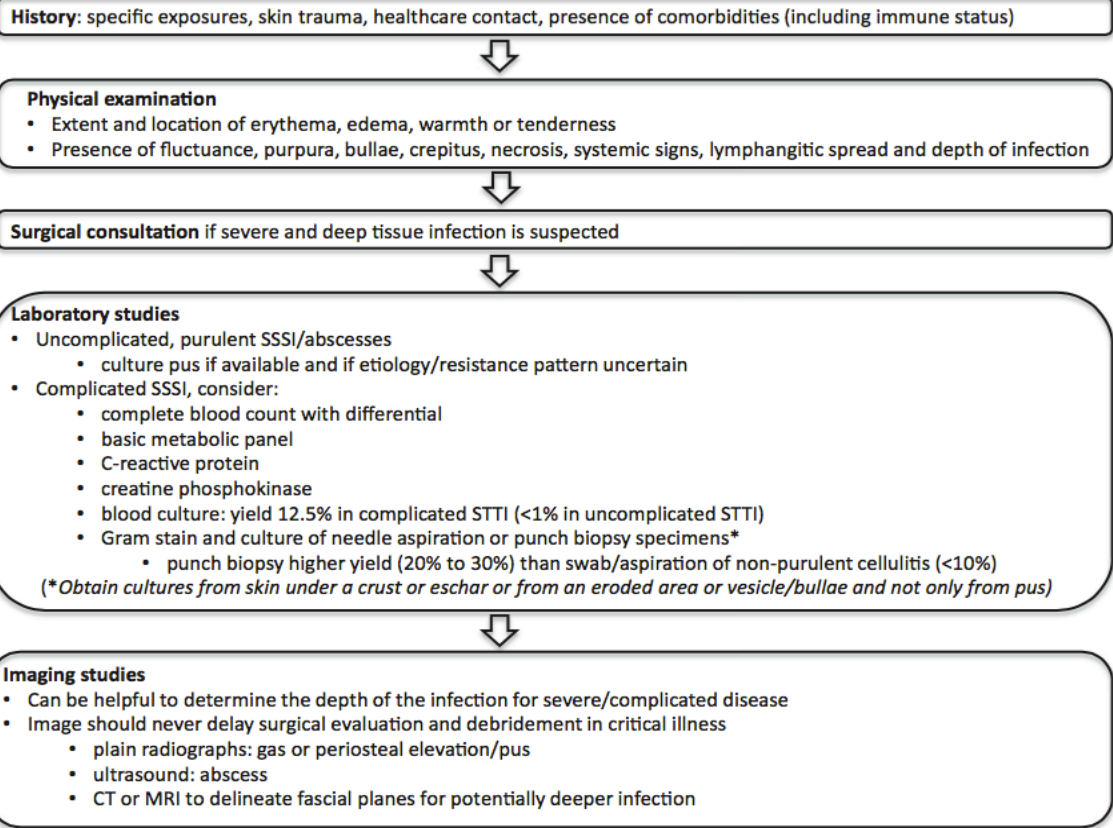 History: specific exposures, skin trauma, healthcare contact, presence of comorbidities (including immune status)
Physical examination
• Extent and location of erythema, edema, warmth or tenderness
• Presence of fluctuance, purpura, bullae, crepitus, necrosis, systemic signs, lymphangitic spread and depth of infection
Surgical consultation if severe and deep tissue infection is suspected
Laboratory studies
• Uncomplicated, purulent SSSI/abscesses
• culture pus if available and if etiology/resistance pattern uncertain
• Complicated SSSI, consider:
• complete blood count with differential
• basic metabolic panel
• C-reactive protein
• creatine phosphokinase
• blood culture: yield 12.5% in complicated STTI (<1% in uncomplicated STTI)
• Gram stain and culture of needle aspiration or punch biopsy specimens*
• punch biopsy higher yield (20% to 30%) than swab/aspiration of non-purulent cellulitis (<10%)
(*Obtain cultures from skin under a crust or eschar or from an eroded area or vesicle/bullae and not only from pus)
Imaging studies
• Can be helpful to determine the depth of the infection for severe/complicated disease
• Image should never delay surgical evaluation and debridement in critical illness
• plain radiographs: gas or periosteal elevation/pus
• ultrasound: abscess
• CT or MRI to delineate fascial planes for potentially deeper infection